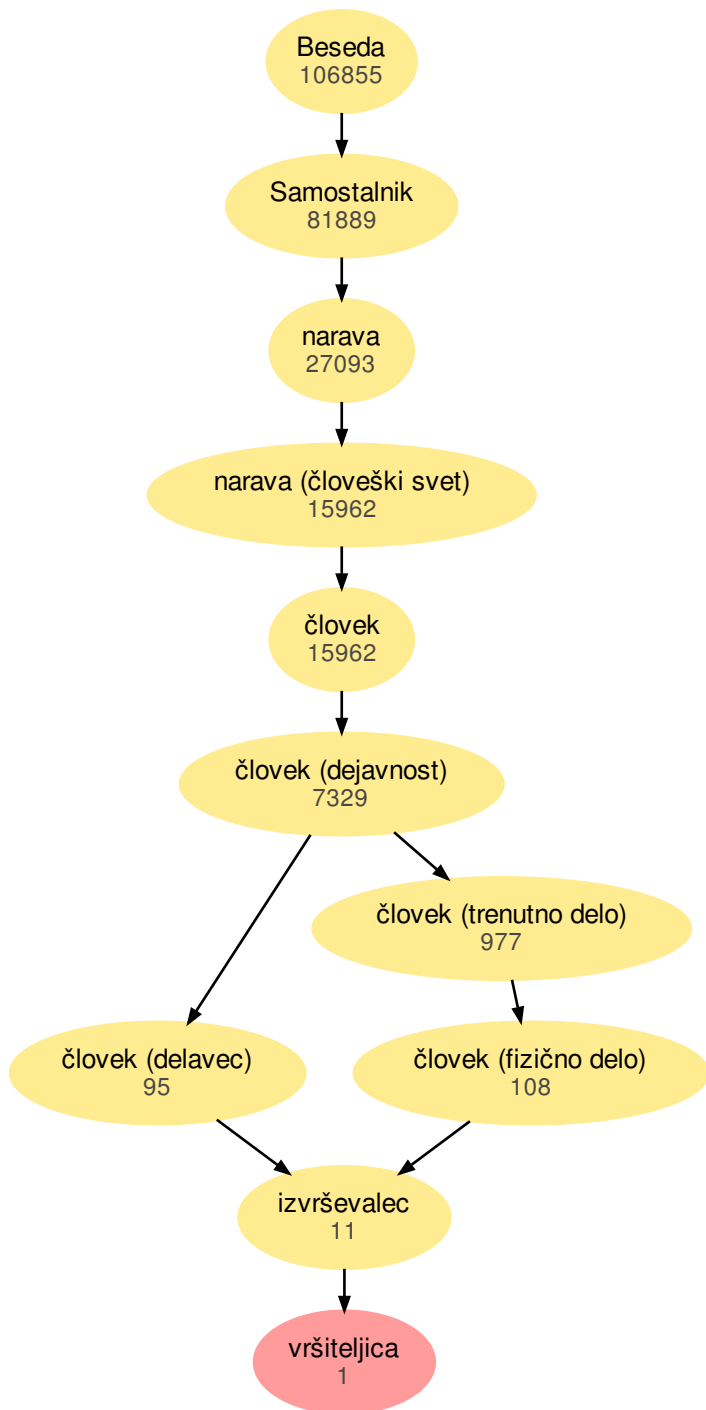 Beseda
106855
Samostalnik
81889
narava
27093
narava (človeški svet)
15962
človek
15962
človek (dejavnost)
7329
človek (trenutno delo)
977
človek (delavec)
95
človek (fizično delo)
108
izvrševalec
11
vršiteljica
1